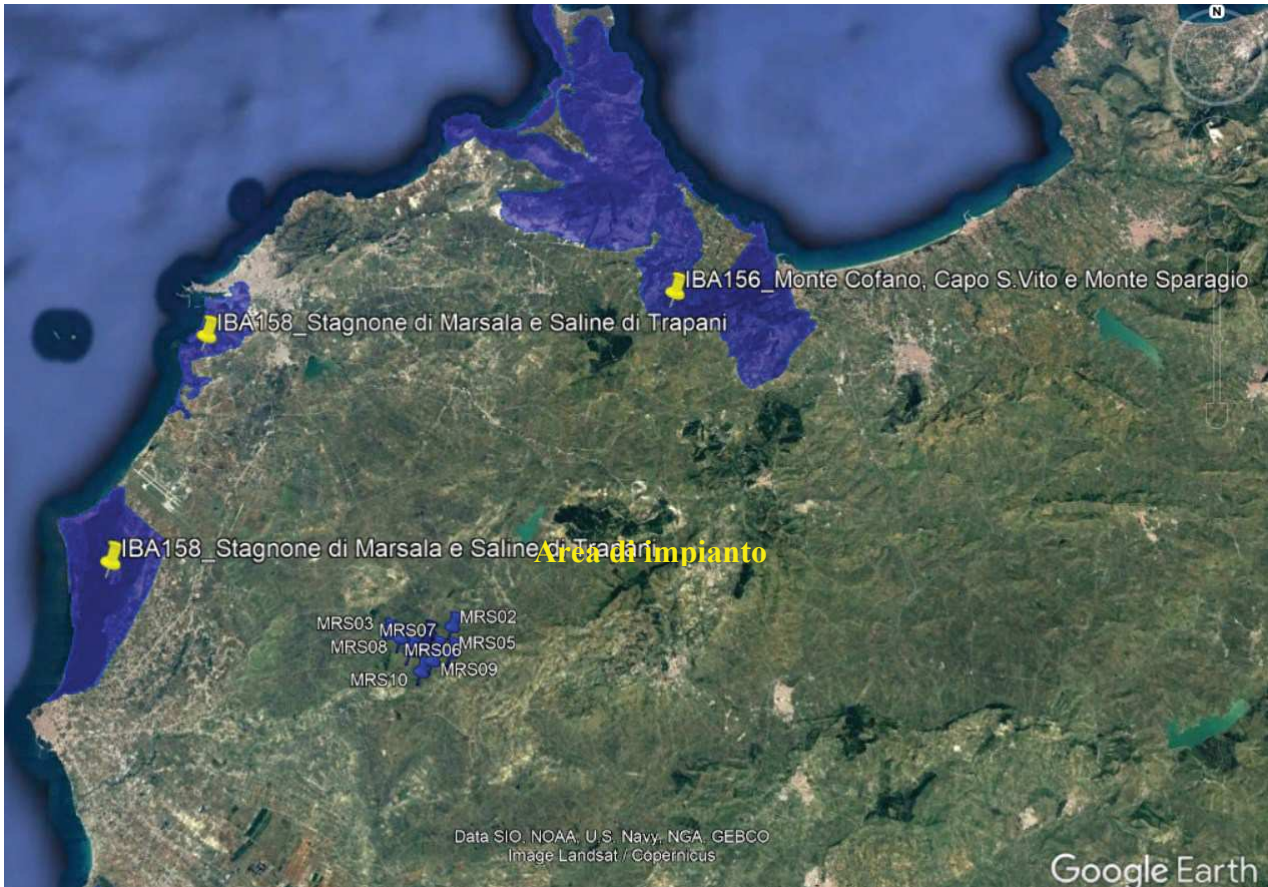 N
IBA156_Monte Cofano, Capo S.Vito e Monte Sparagio
IBA158_Stagnone di Marsala e Saline di Trapani
IBA158_Stagnone di Marsala e Saline di Trapani
Area di impianto
MRS03
MRS02
MRS07
MRS08
MRS06
MRS05
MRS09
MRS10
Data SIO, NOAA, U.S. Navy, NGA, GEBCO
Image Landsat / Copernicus
Google Earth